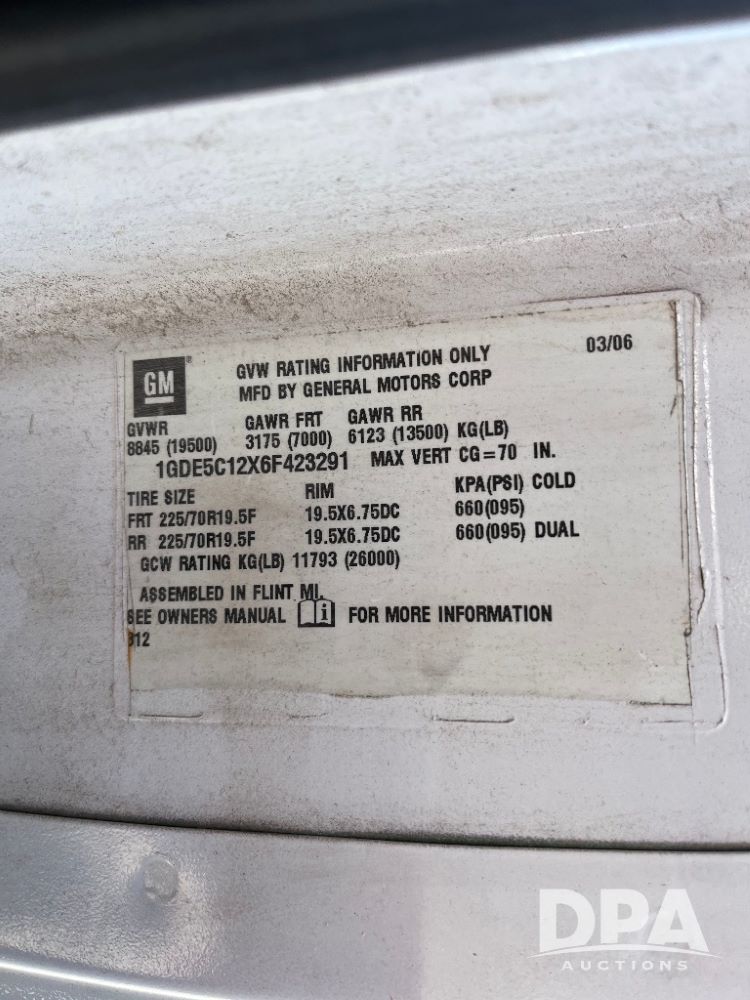 GM
GVW RATING INFORMATION ONLY 03/06
MFD BY GENERAL MOTORS CORP
GVWR GAWR FRT GAWR RR
8845 (19500) 3175 (7000) 6123 (13500) KG(LB)
1GDE5C12X6F423291 MAX VERT CG=70 IN.
TIRE SIZE RIM KPA(PSI) COLD
FRT 225/70R19.5F 19.5X6.75DC 660(095)
RR 225/70R19.5F 19.5X6.75DC 660(095) DUAL
GCW RATING KG(LB) 11793 (26000)
ASSEMBLED IN FLINT MI.
SEE OWNERS MANUAL i FOR MORE INFORMATION
312
DPA
AUCTIONS